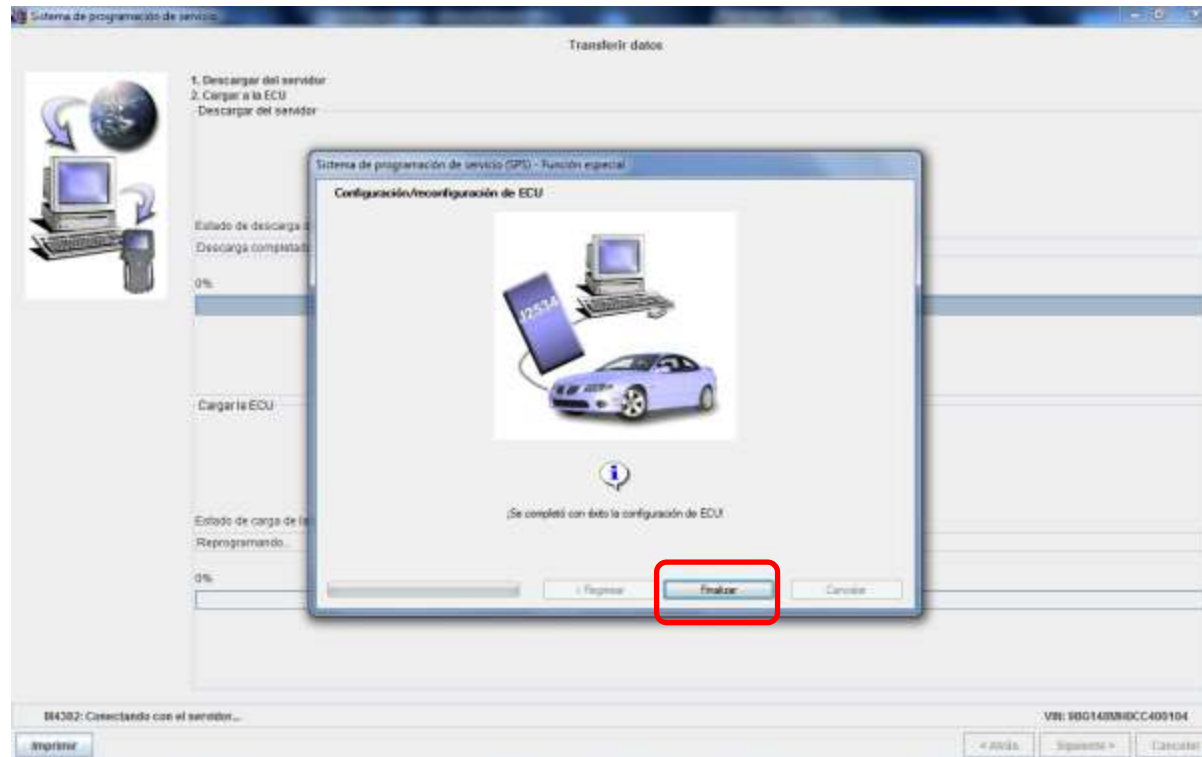 Sistema de programación de servicio
Transferir datos
1. Descargar del servidor
2. Cargar a la ECU
Descargar del servidor
Sistema de programación de servicio (SPS) - Función especial
Configuración/reconfiguración de ECU
Estado de descarga
Descarga completada
0%
J2534
Cargar la ECU
¡Se completó con éxito la configuración de ECU!
Estado de carga de la
Reprogramando..
0%
< Regresar
Finalizar
Cancelar
Conectando con el servidor...
VIN:
Imprimir
< Atrás
Siguiente >
Cancelar